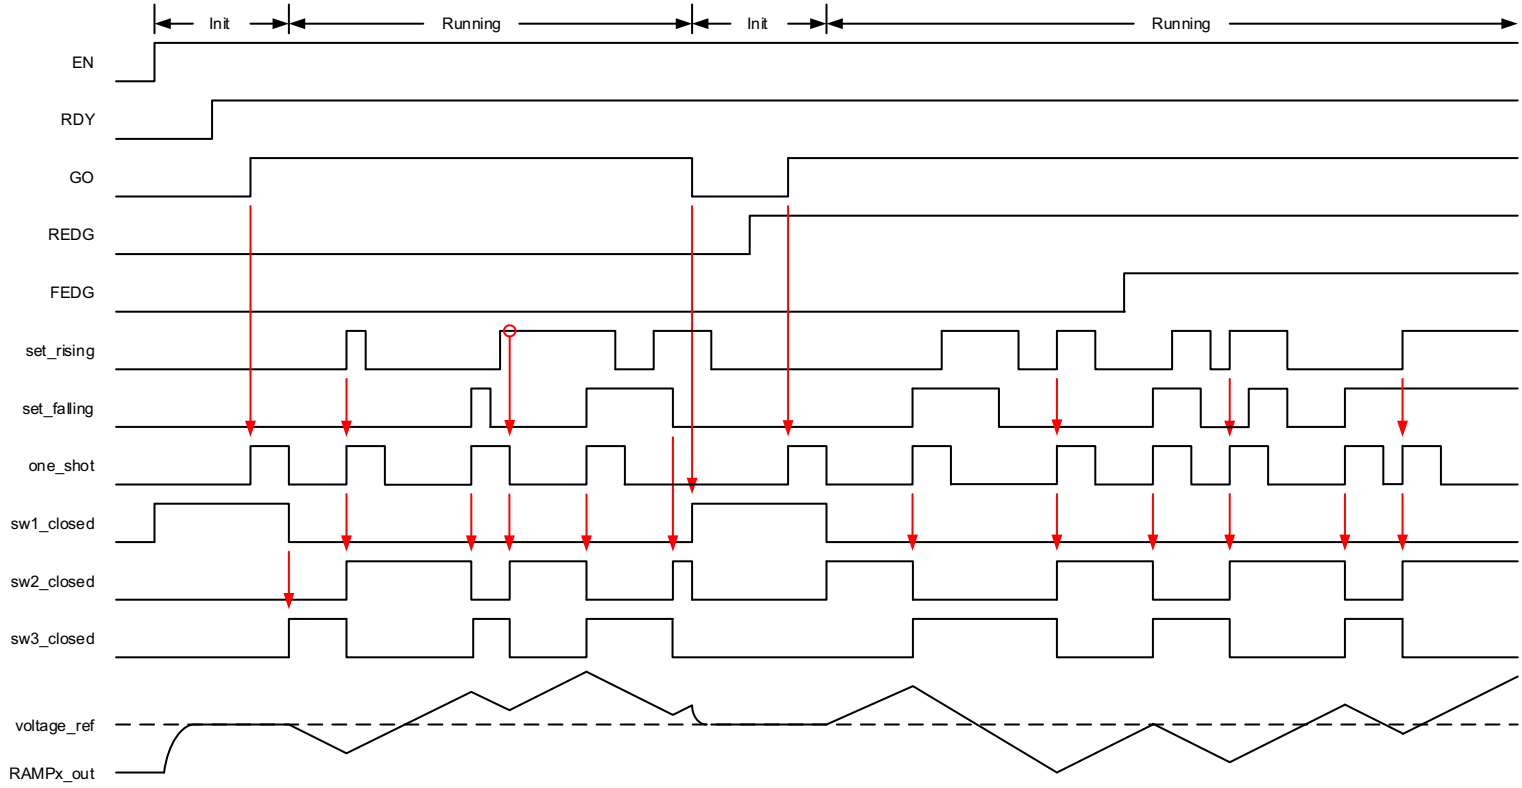 Init Running Init Running
EN
RDY
GO
REDG
FEDG
set_rising
set_falling
one_shot
sw1_closed
sw2_closed
sw3_closed
voltage_ref
RAMPx_out